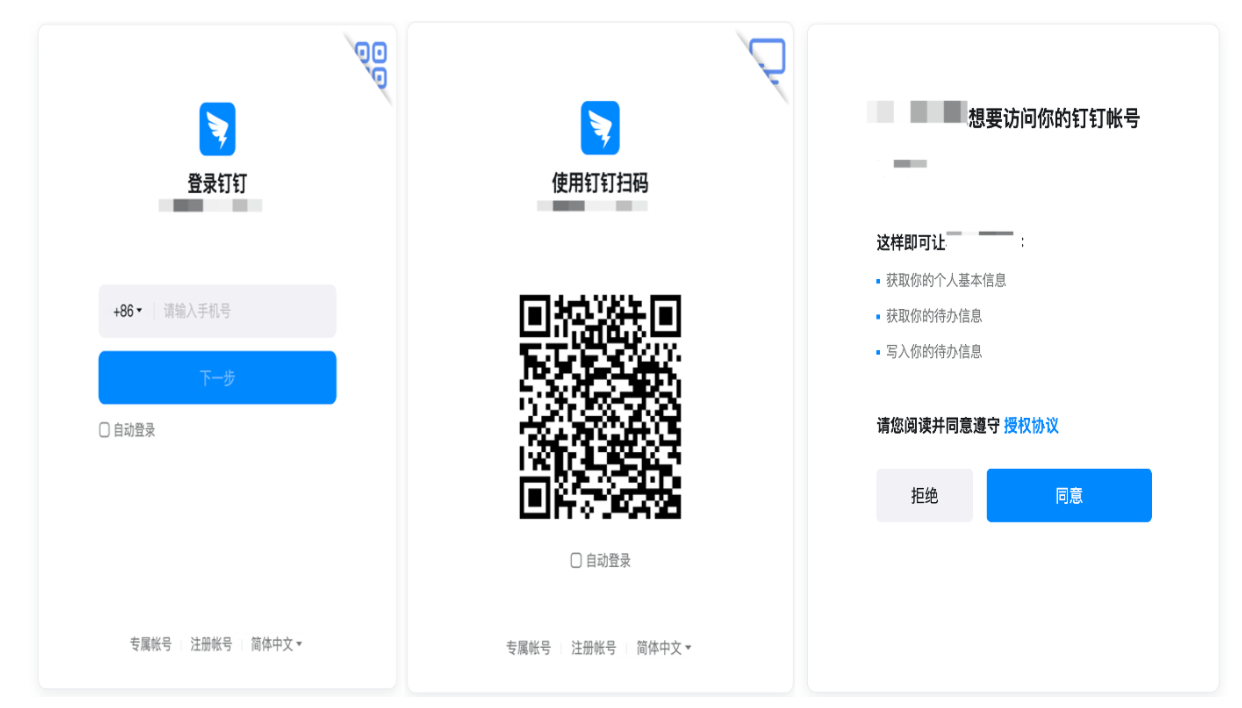 登录钉钉
+86
请输入手机号
下一步
自动登录
专属帐号
注册帐号
简体中文
使用钉钉扫码
自动登录
专属帐号
注册帐号
简体中文
想要访问你的钉钉帐号
这样即可让 :
获取你的个人基本信息
获取你的待办信息
写入你的待办信息
请您阅读并同意遵守 授权协议
拒绝
同意